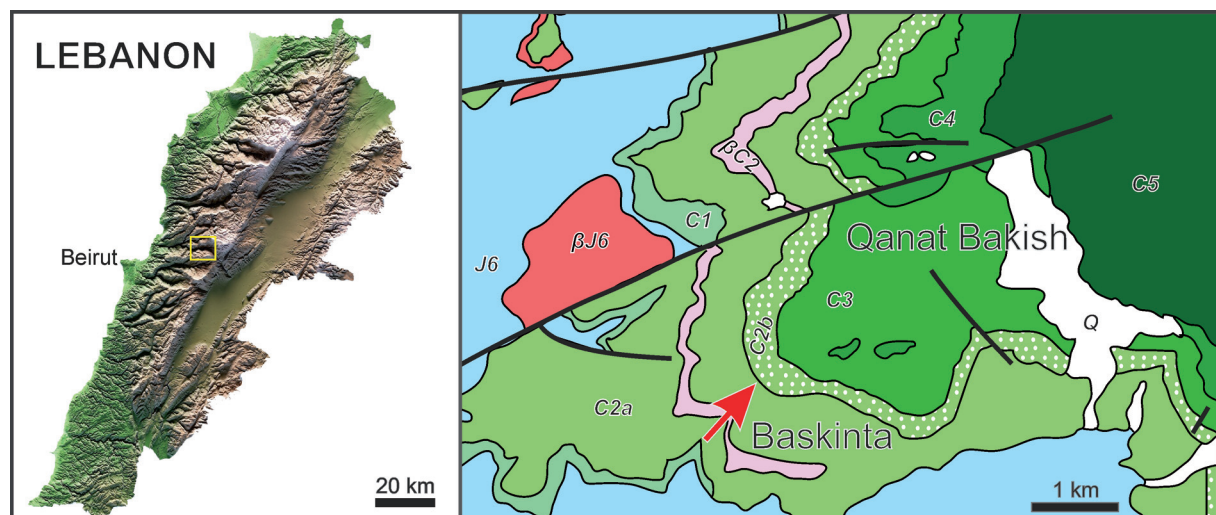 LEBANON
Beirut
20 km
C4
βC2
C5
C1
Qanat Bakish
βJ6
J6
C3
Q
C2b
C2a
Baskinta
1 km